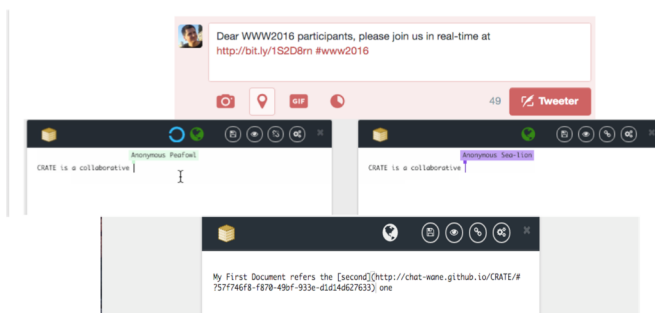 Dear WWW2016 participants, please join us in real-time at
http://bit.ly/1S2D8rn #www2016
GIF
49
Tweeter
Anonymous Peafowl
CRATE is a collaborative
Anonymous Sea-lion
CRATE is a collaborative
My First Document refers the [second](http://chat-wane.github.io/CRATE/#
?57f746f8-f870-49bf-933e-d1d14d627633) one